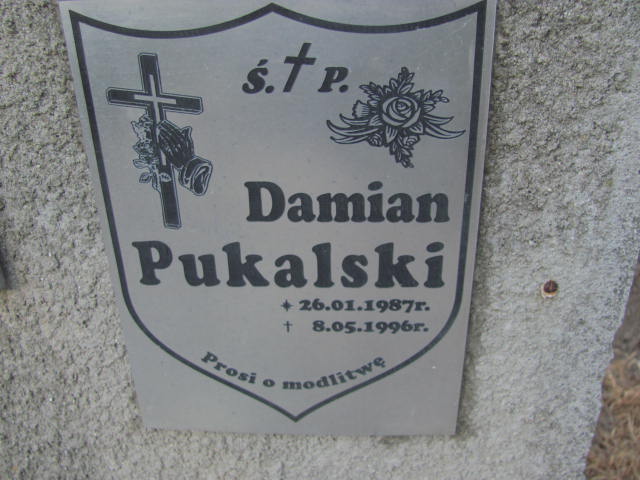 Ś. † P.
Damian
Pukalski
* 26.01.1987r.
† 8.05.1996r.
Prosi o modlitwę